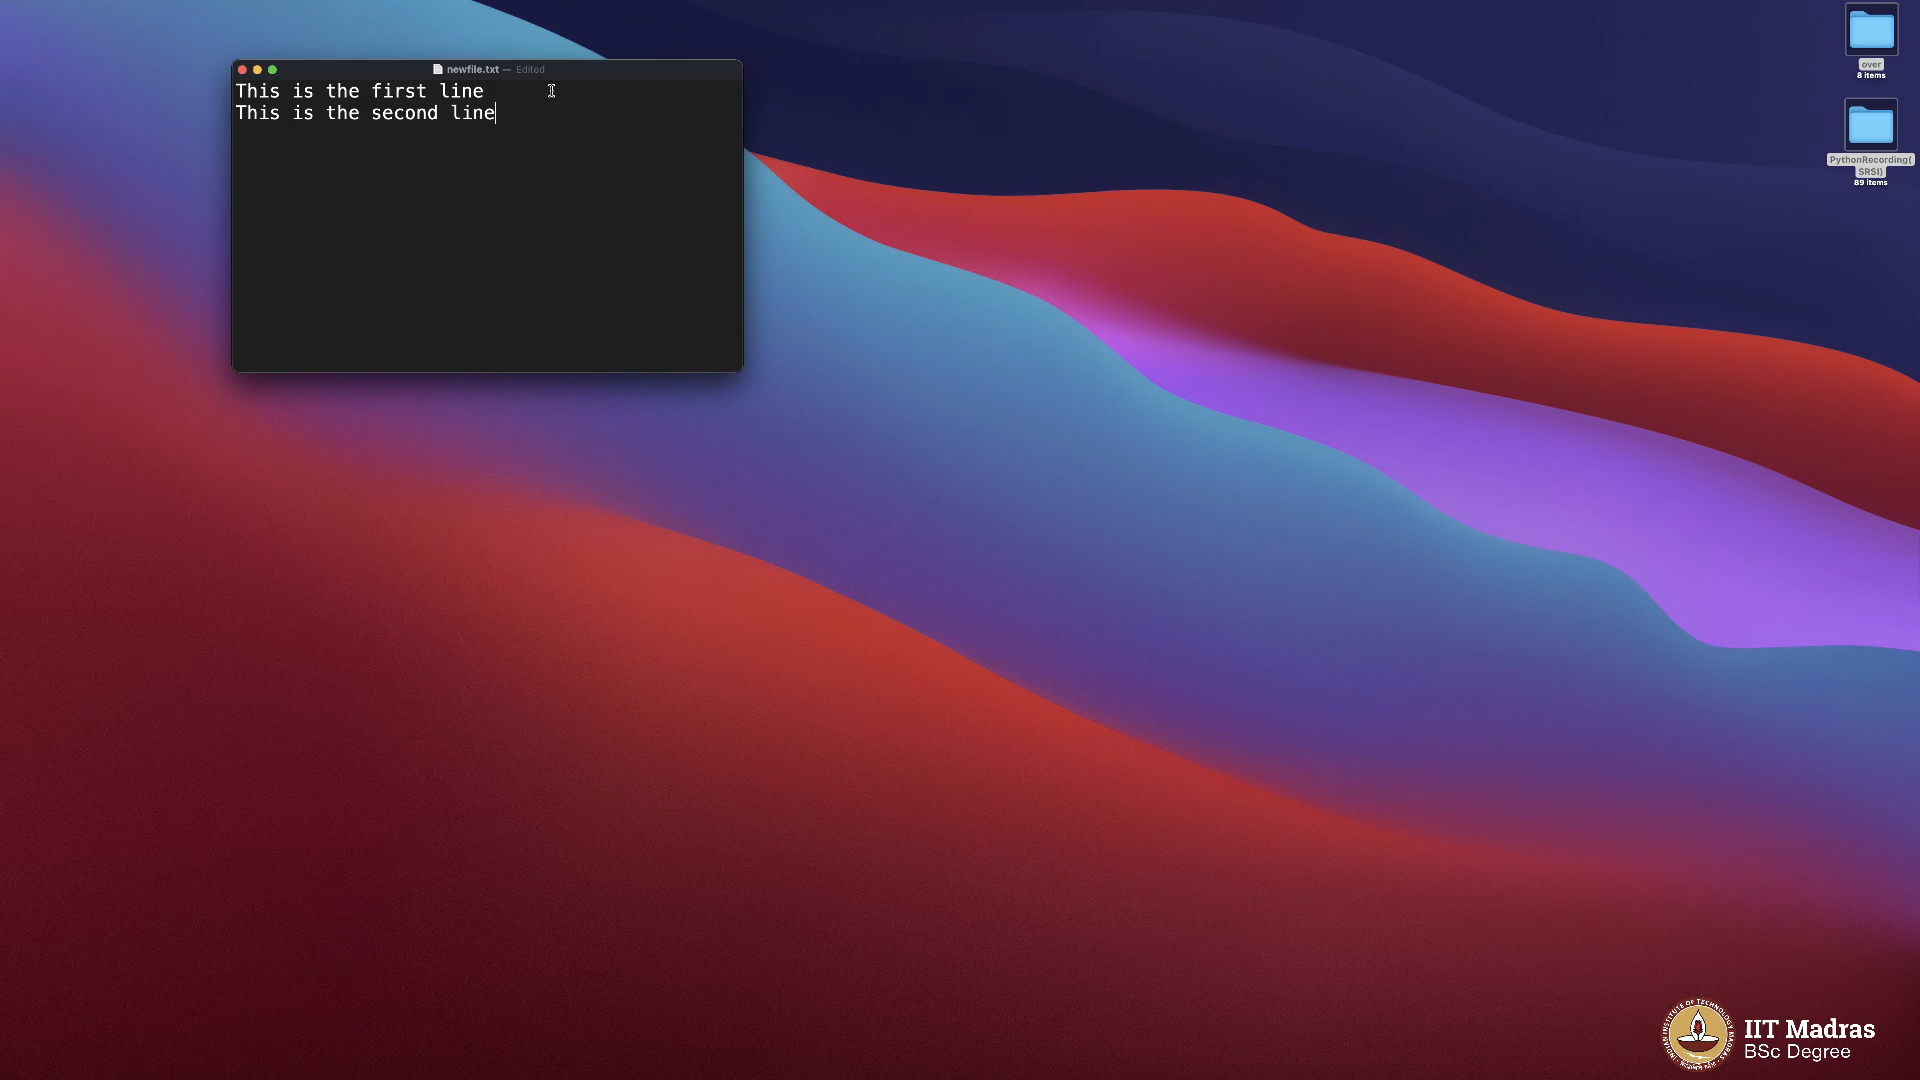 newfile.txt — Edited
This is the first line
This is the second line
over
8 items
PythonRecording(
SRSI)
89 items
IIT Madras
BSc Degree